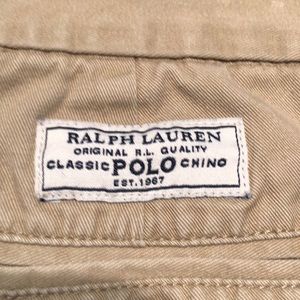 RALPH LAUREN
ORIGINAL R.L. QUALITY
CLASSIC POLO CHINO
EST. 1967